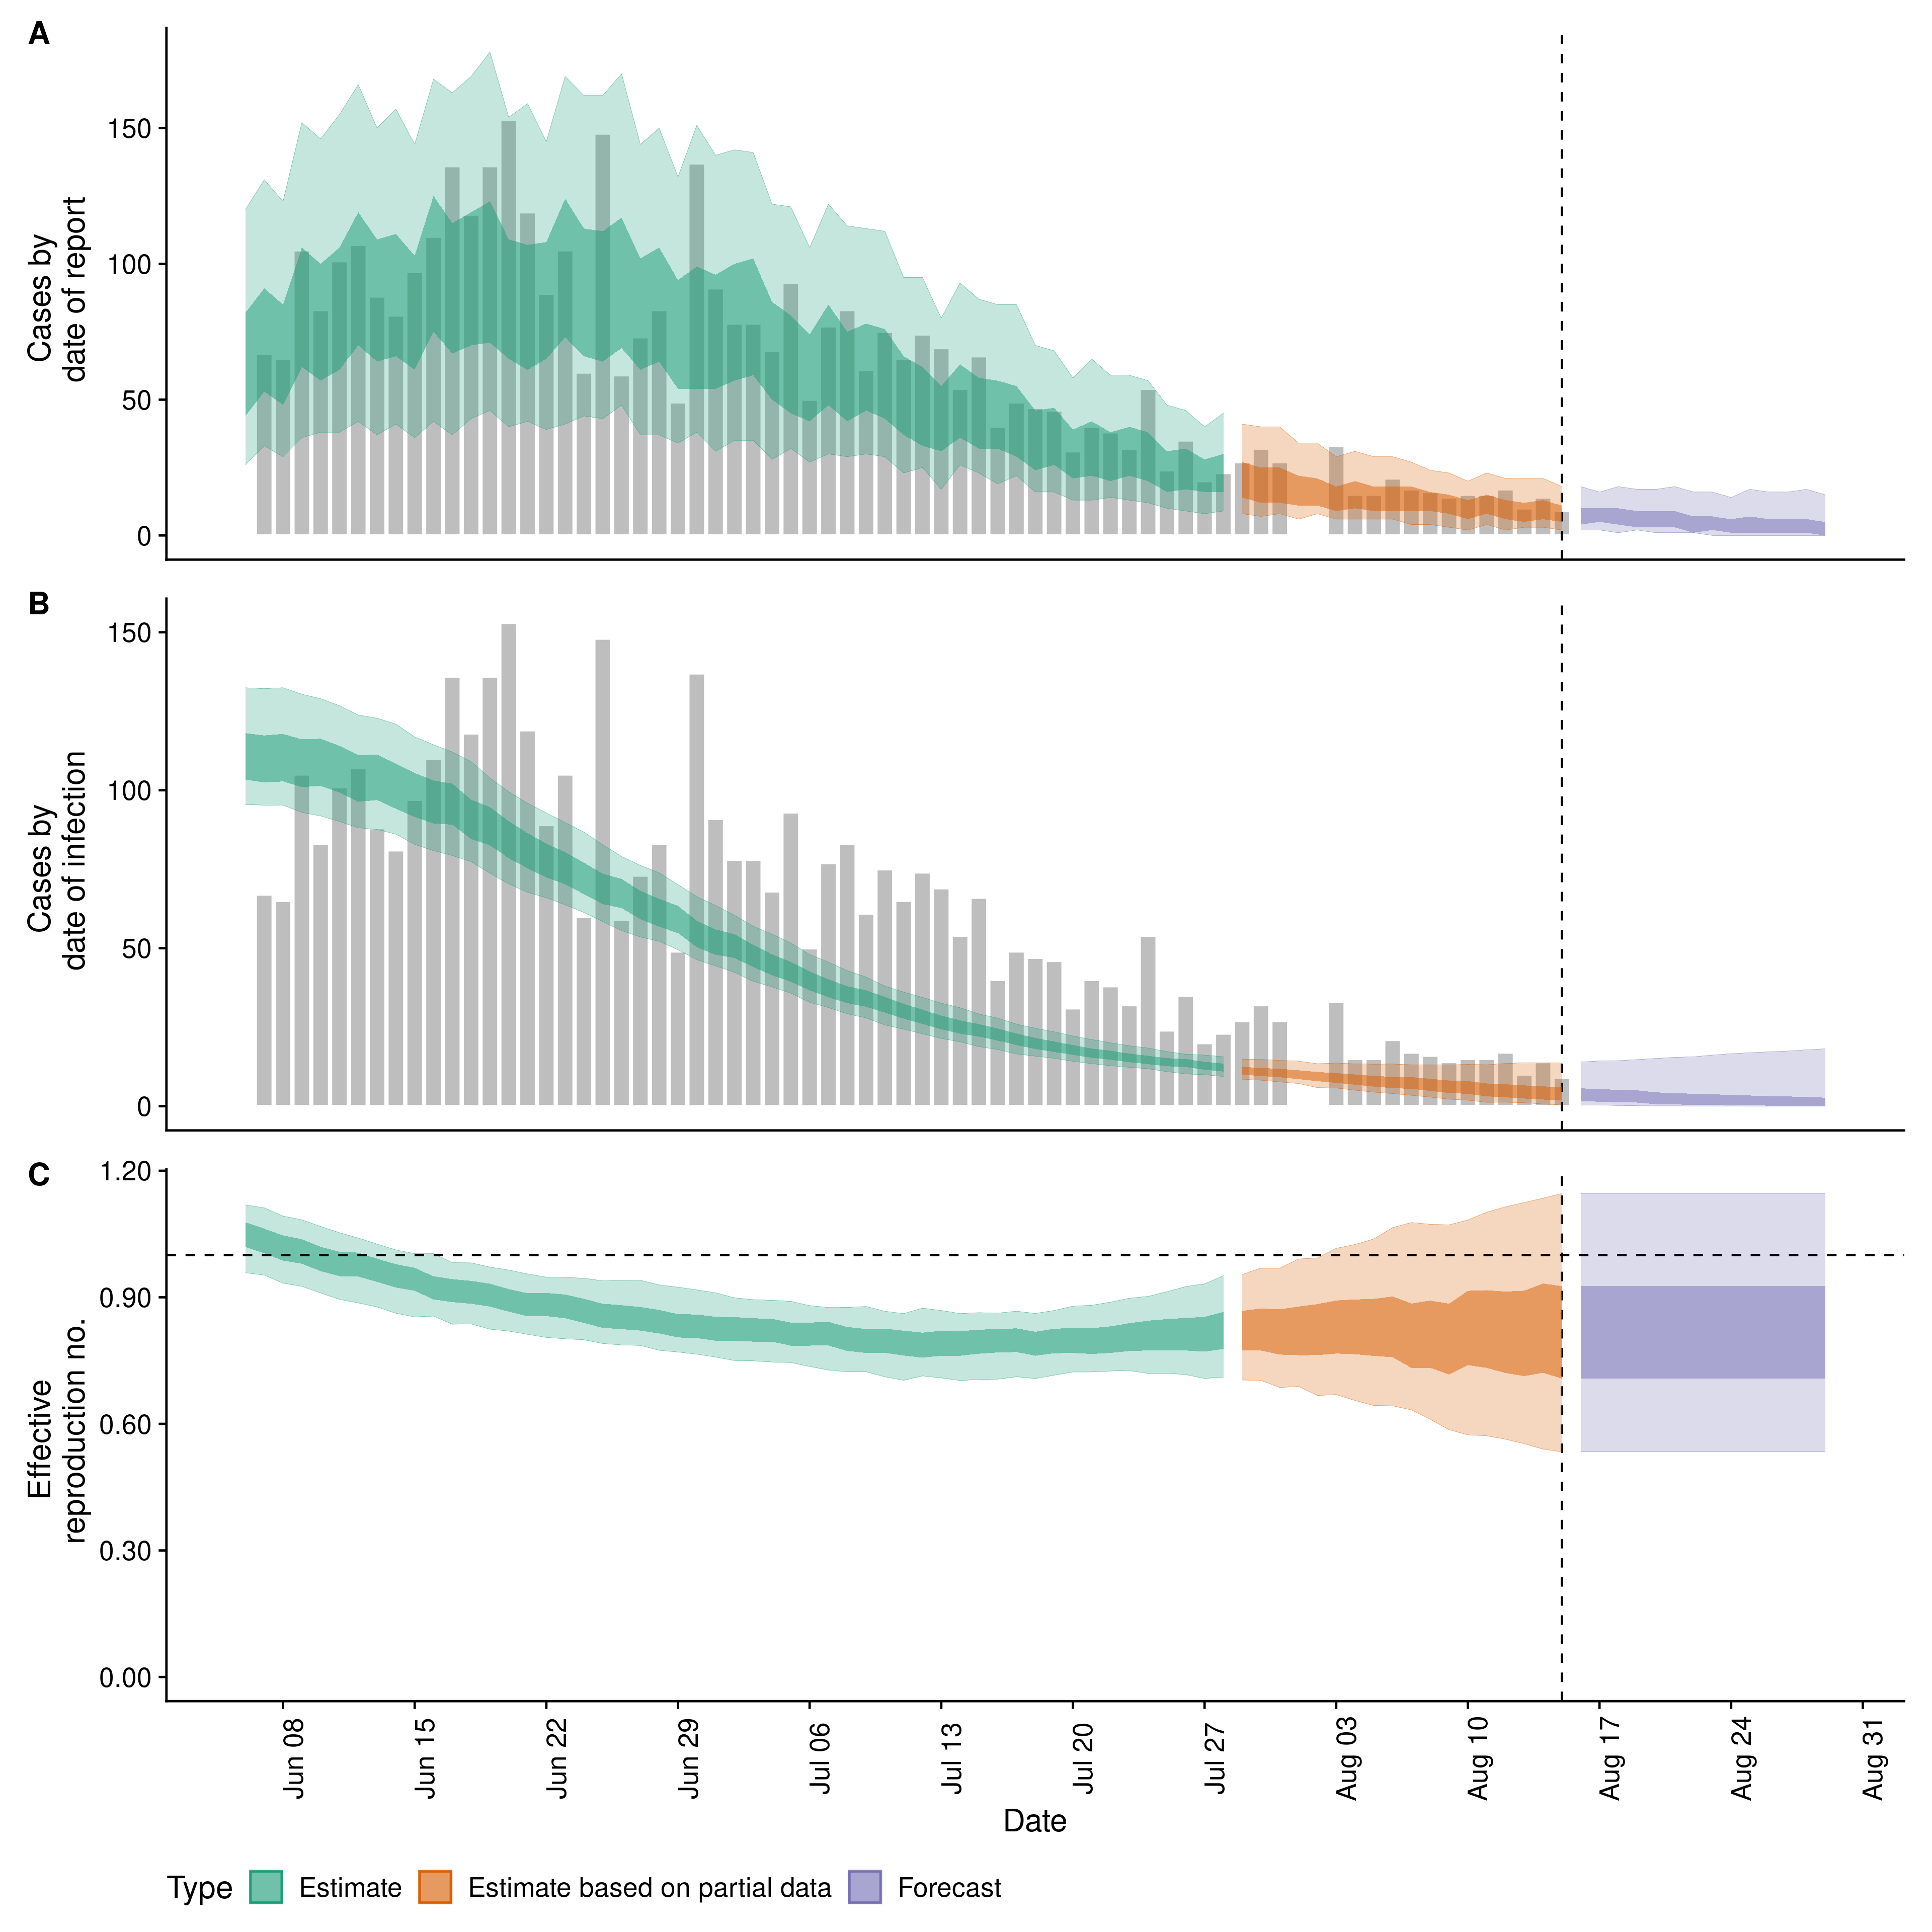 A
Cases by
date of report
150
100
50
0
B
Cases by
date of infection
150
100
50
0
C
Effective
reproduction no.
1.20
0.90
0.60
0.30
0.00
Jun 08
Jun 15
Jun 22
Jun 29
Jul 06
Jul 13
Jul 20
Jul 27
Aug 03
Aug 10
Aug 17
Aug 24
Aug 31
Date
Type Estimate Estimate based on partial data Forecast